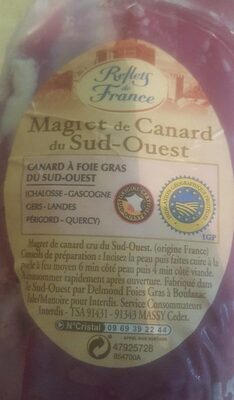 Reflets
de
France
Magret de Canard
du Sud-Ouest
CANARD À FOIE GRAS
DU SUD-OUEST
(CHALOSSE - GASCOGNE
GERS - LANDES
PÉRIGORD - QUERCY)
IGP
Magret de canard cru du Sud-Ouest. (origine France)
Conseils de préparation : Incisez la peau puis faites cuire à la
poêle à feu moyen 6 min côté peau puis 4 min côté viande.
Consommer rapidement après ouverture. Fabriqué dans
le Sud-Ouest par Delmond Foies Gras à
pour Interdis. Service Consommateurs
Interdis - TSA 91431 - 91343 MASSY Cedex.
N°Cristal 09 69 39 22 44
APPEL NON SURTAXÉ
47925728
854700A